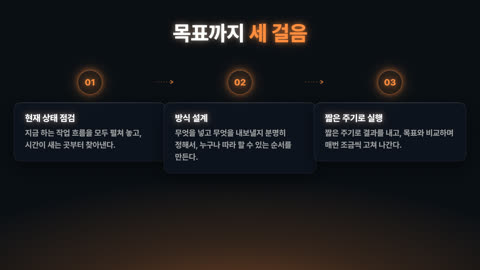 목표까지 세 걸음
01
02
03
현재 상태 점검
지금 하는 작업 흐름을 모두 펼쳐 놓고,
시간이 새는 곳부터 찾아낸다.
방식 설계
무엇을 넣고 무엇을 내보낼지 분명히
정해서, 누구나 따라 할 수 있는 순서를
만든다.
짧은 주기로 실행
짧은 주기로 결과를 내고, 목표와 비교하며
매번 조금씩 고쳐 나간다.